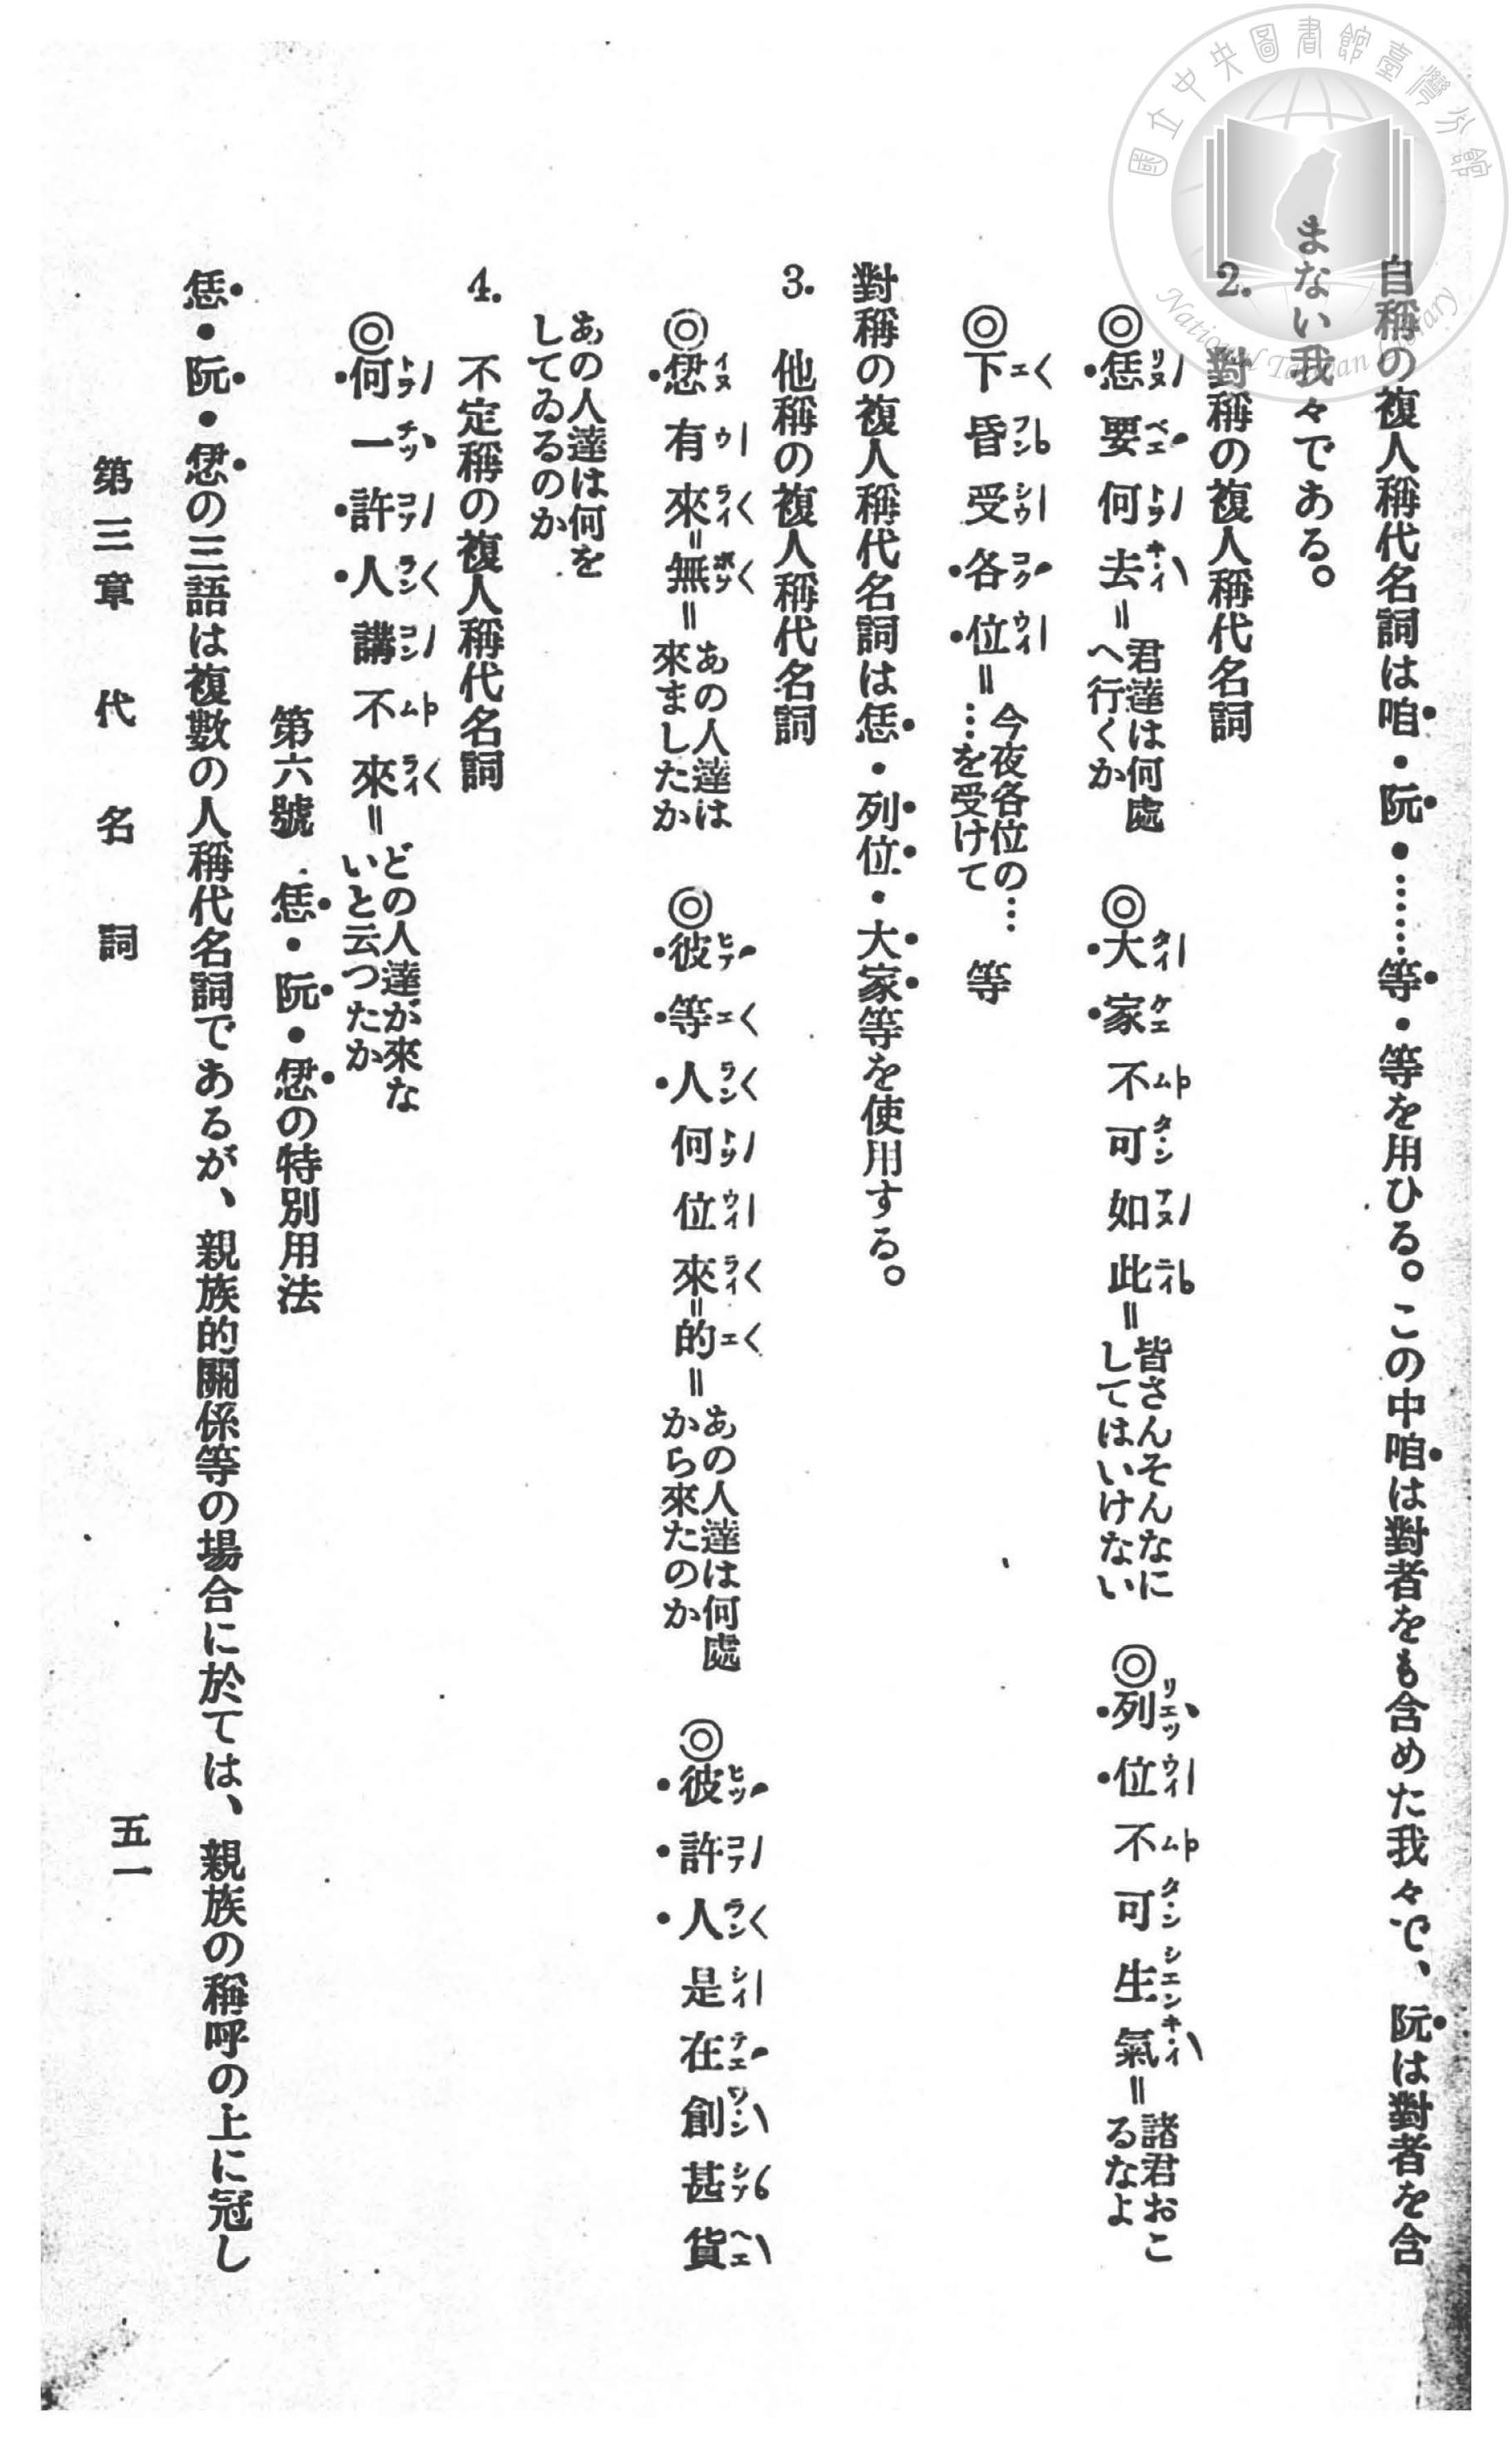 自稱の複人稱代名詞は咱・阮・……等・等を用ひる。この中咱は對者をも含めた我々で、阮は對者を含
まない我々である。
2. 對稱の複人稱代名詞
◎恁要何去＝君達は何處へ行くか ◎大家不可如此＝皆さんそんなにしてはいけない ◎列位不可生氣＝諸君おこるなよ
◎下昏受各位＝今夜各位の……を受けて 等
對稱の複人稱代名詞は恁・列位・大家等を使用する。
3. 他稱の複人稱代名詞
◎𪜶有來＝無＝あの人達は來ましたか ◎彼等人何位來＝的＝あの人達は何處から來たのか ◎彼許人是在創甚貨
あの人達は何をしてゐるのか
4. 不定稱の複人稱代名詞
◎何一許人講不來＝どの人達が來ないと云つたか
第六號 恁・阮・𪜶の特別用法
恁・阮・𪜶の三語は複數の人稱代名詞であるが、親族的關係等の場合に於ては、親族の稱呼の上に冠し
第三章 代名詞 五一
國立中央圖書館臺灣分館
National Taiwan Library